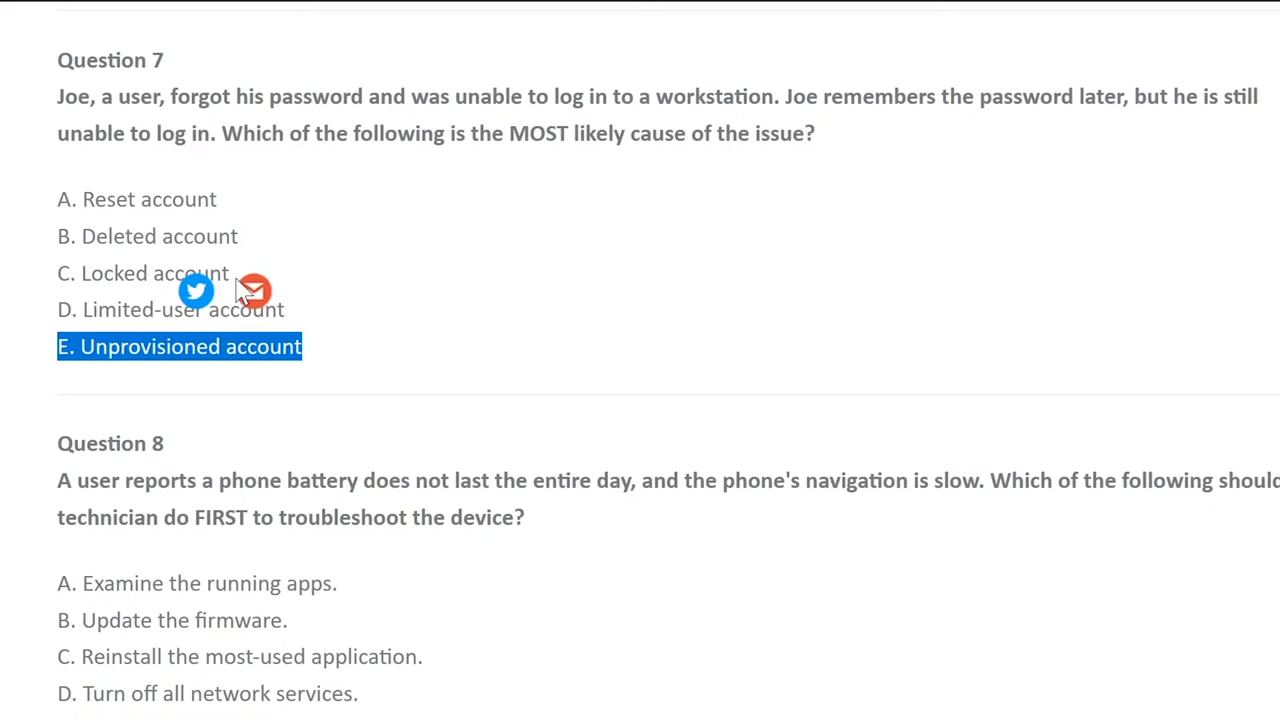 Question 7
Joe, a user, forgot his password and was unable to log in to a workstation. Joe remembers the password later, but he is still
unable to log in. Which of the following is the MOST likely cause of the issue?
A. Reset account
B. Deleted account
C. Locked account
D. Limited-user account
E. Unprovisioned account
Question 8
A user reports a phone battery does not last the entire day, and the phone's navigation is slow. Which of the following should
technician do FIRST to troubleshoot the device?
A. Examine the running apps.
B. Update the firmware.
C. Reinstall the most-used application.
D. Turn off all network services.